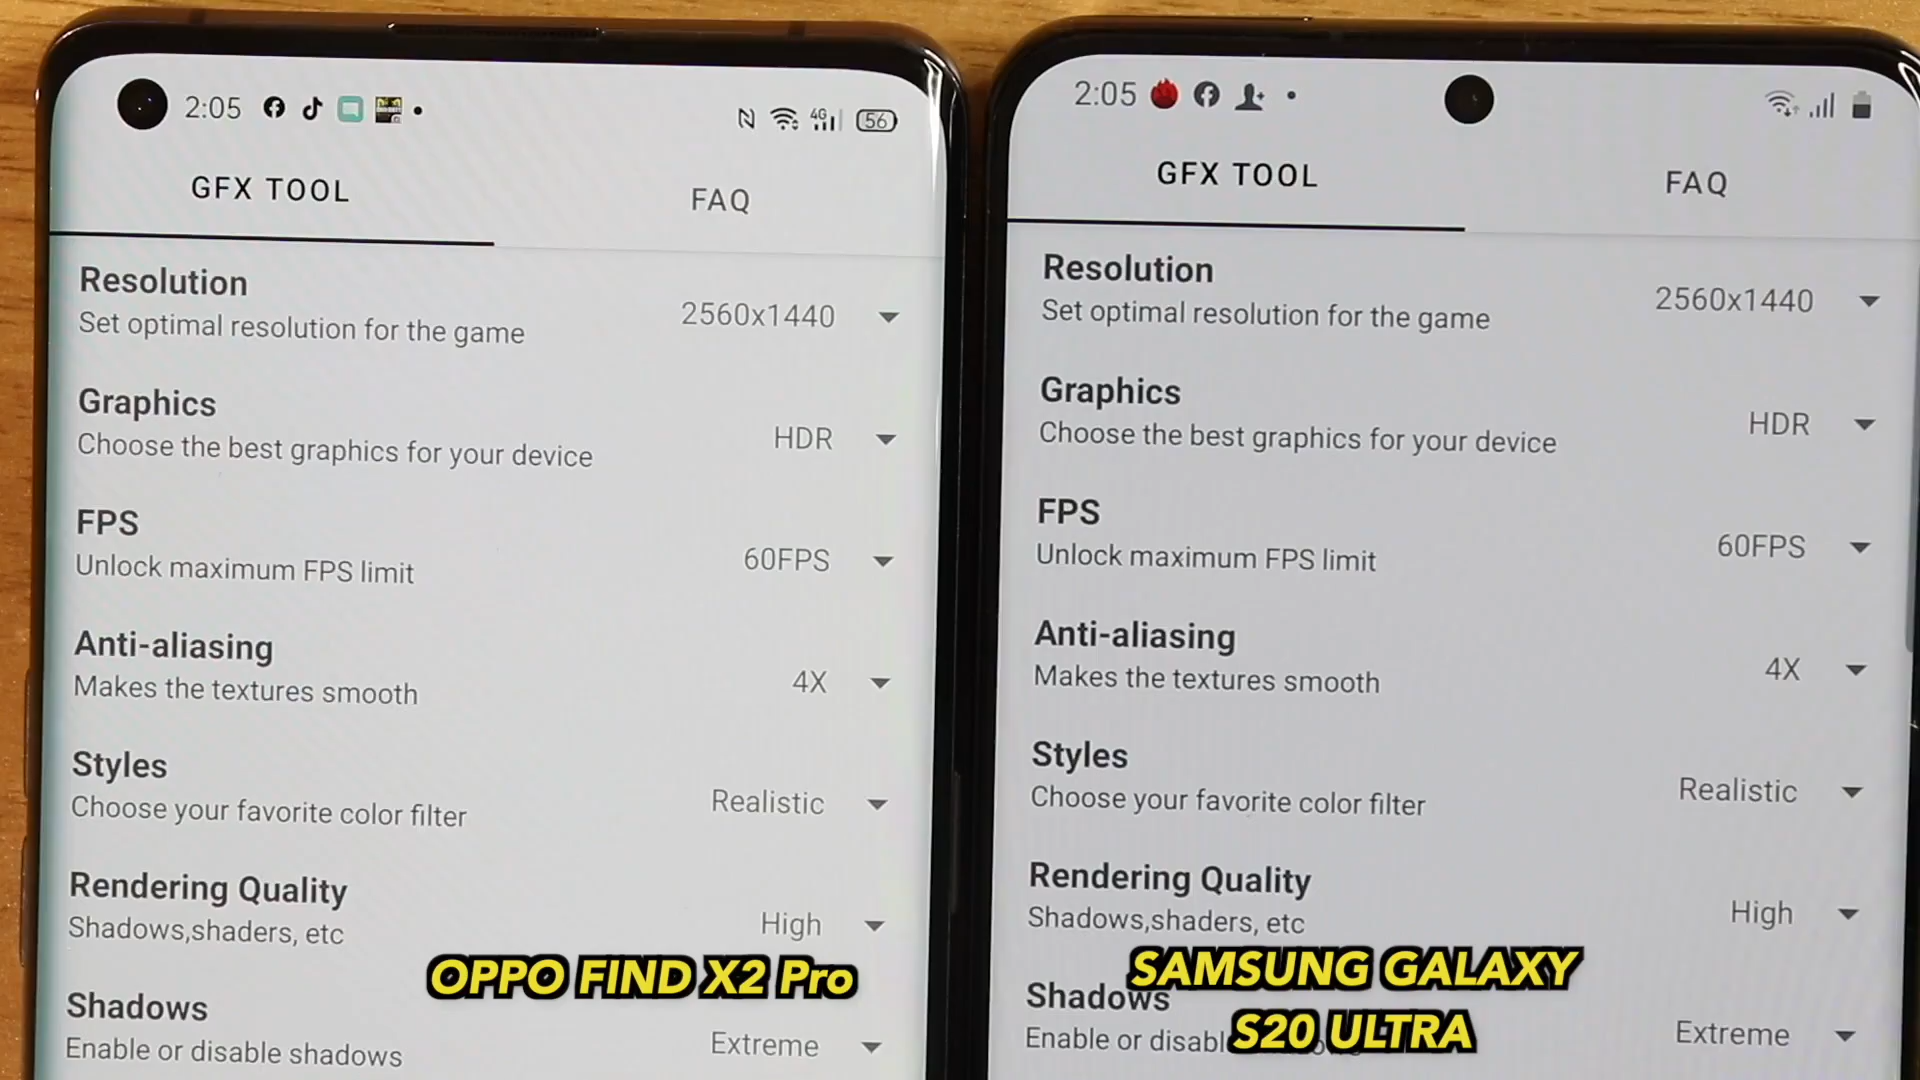 2:05
4G
56
GFX TOOL
FAQ
Resolution
Set optimal resolution for the game
2560x1440
Graphics
Choose the best graphics for your device
HDR
FPS
Unlock maximum FPS limit
60FPS
Anti-aliasing
Makes the textures smooth
4X
Styles
Choose your favorite color filter
Realistic
Rendering Quality
Shadows,shaders, etc
High
OPPO FIND X2 Pro
Shadows
Enable or disable shadows
Extreme
2:05
GFX TOOL
FAQ
Resolution
Set optimal resolution for the game
2560x1440
Graphics
Choose the best graphics for your device
HDR
FPS
Unlock maximum FPS limit
60FPS
Anti-aliasing
Makes the textures smooth
4X
Styles
Choose your favorite color filter
Realistic
Rendering Quality
Shadows,shaders, etc
High
SAMSUNG GALAXY
S20 ULTRA
Shadows
Enable or
Extreme